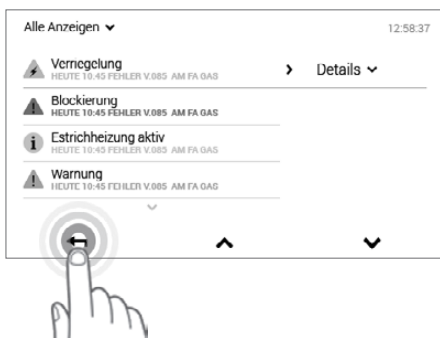 Alle Anzeigen
12:58:37
Verriegelung
HEUTE 10:45 FEHLER V.085 AM FA GAS
Details
Blockierung
HEUTE 10:45 FEHLER V.085 AM FA GAS
Estrichheizung aktiv
HEUTE 10:45 FEHLER V.085 AM FA GAS
Warnung
HEUTE 10:45 FEHLER V.085 AM FA GAS